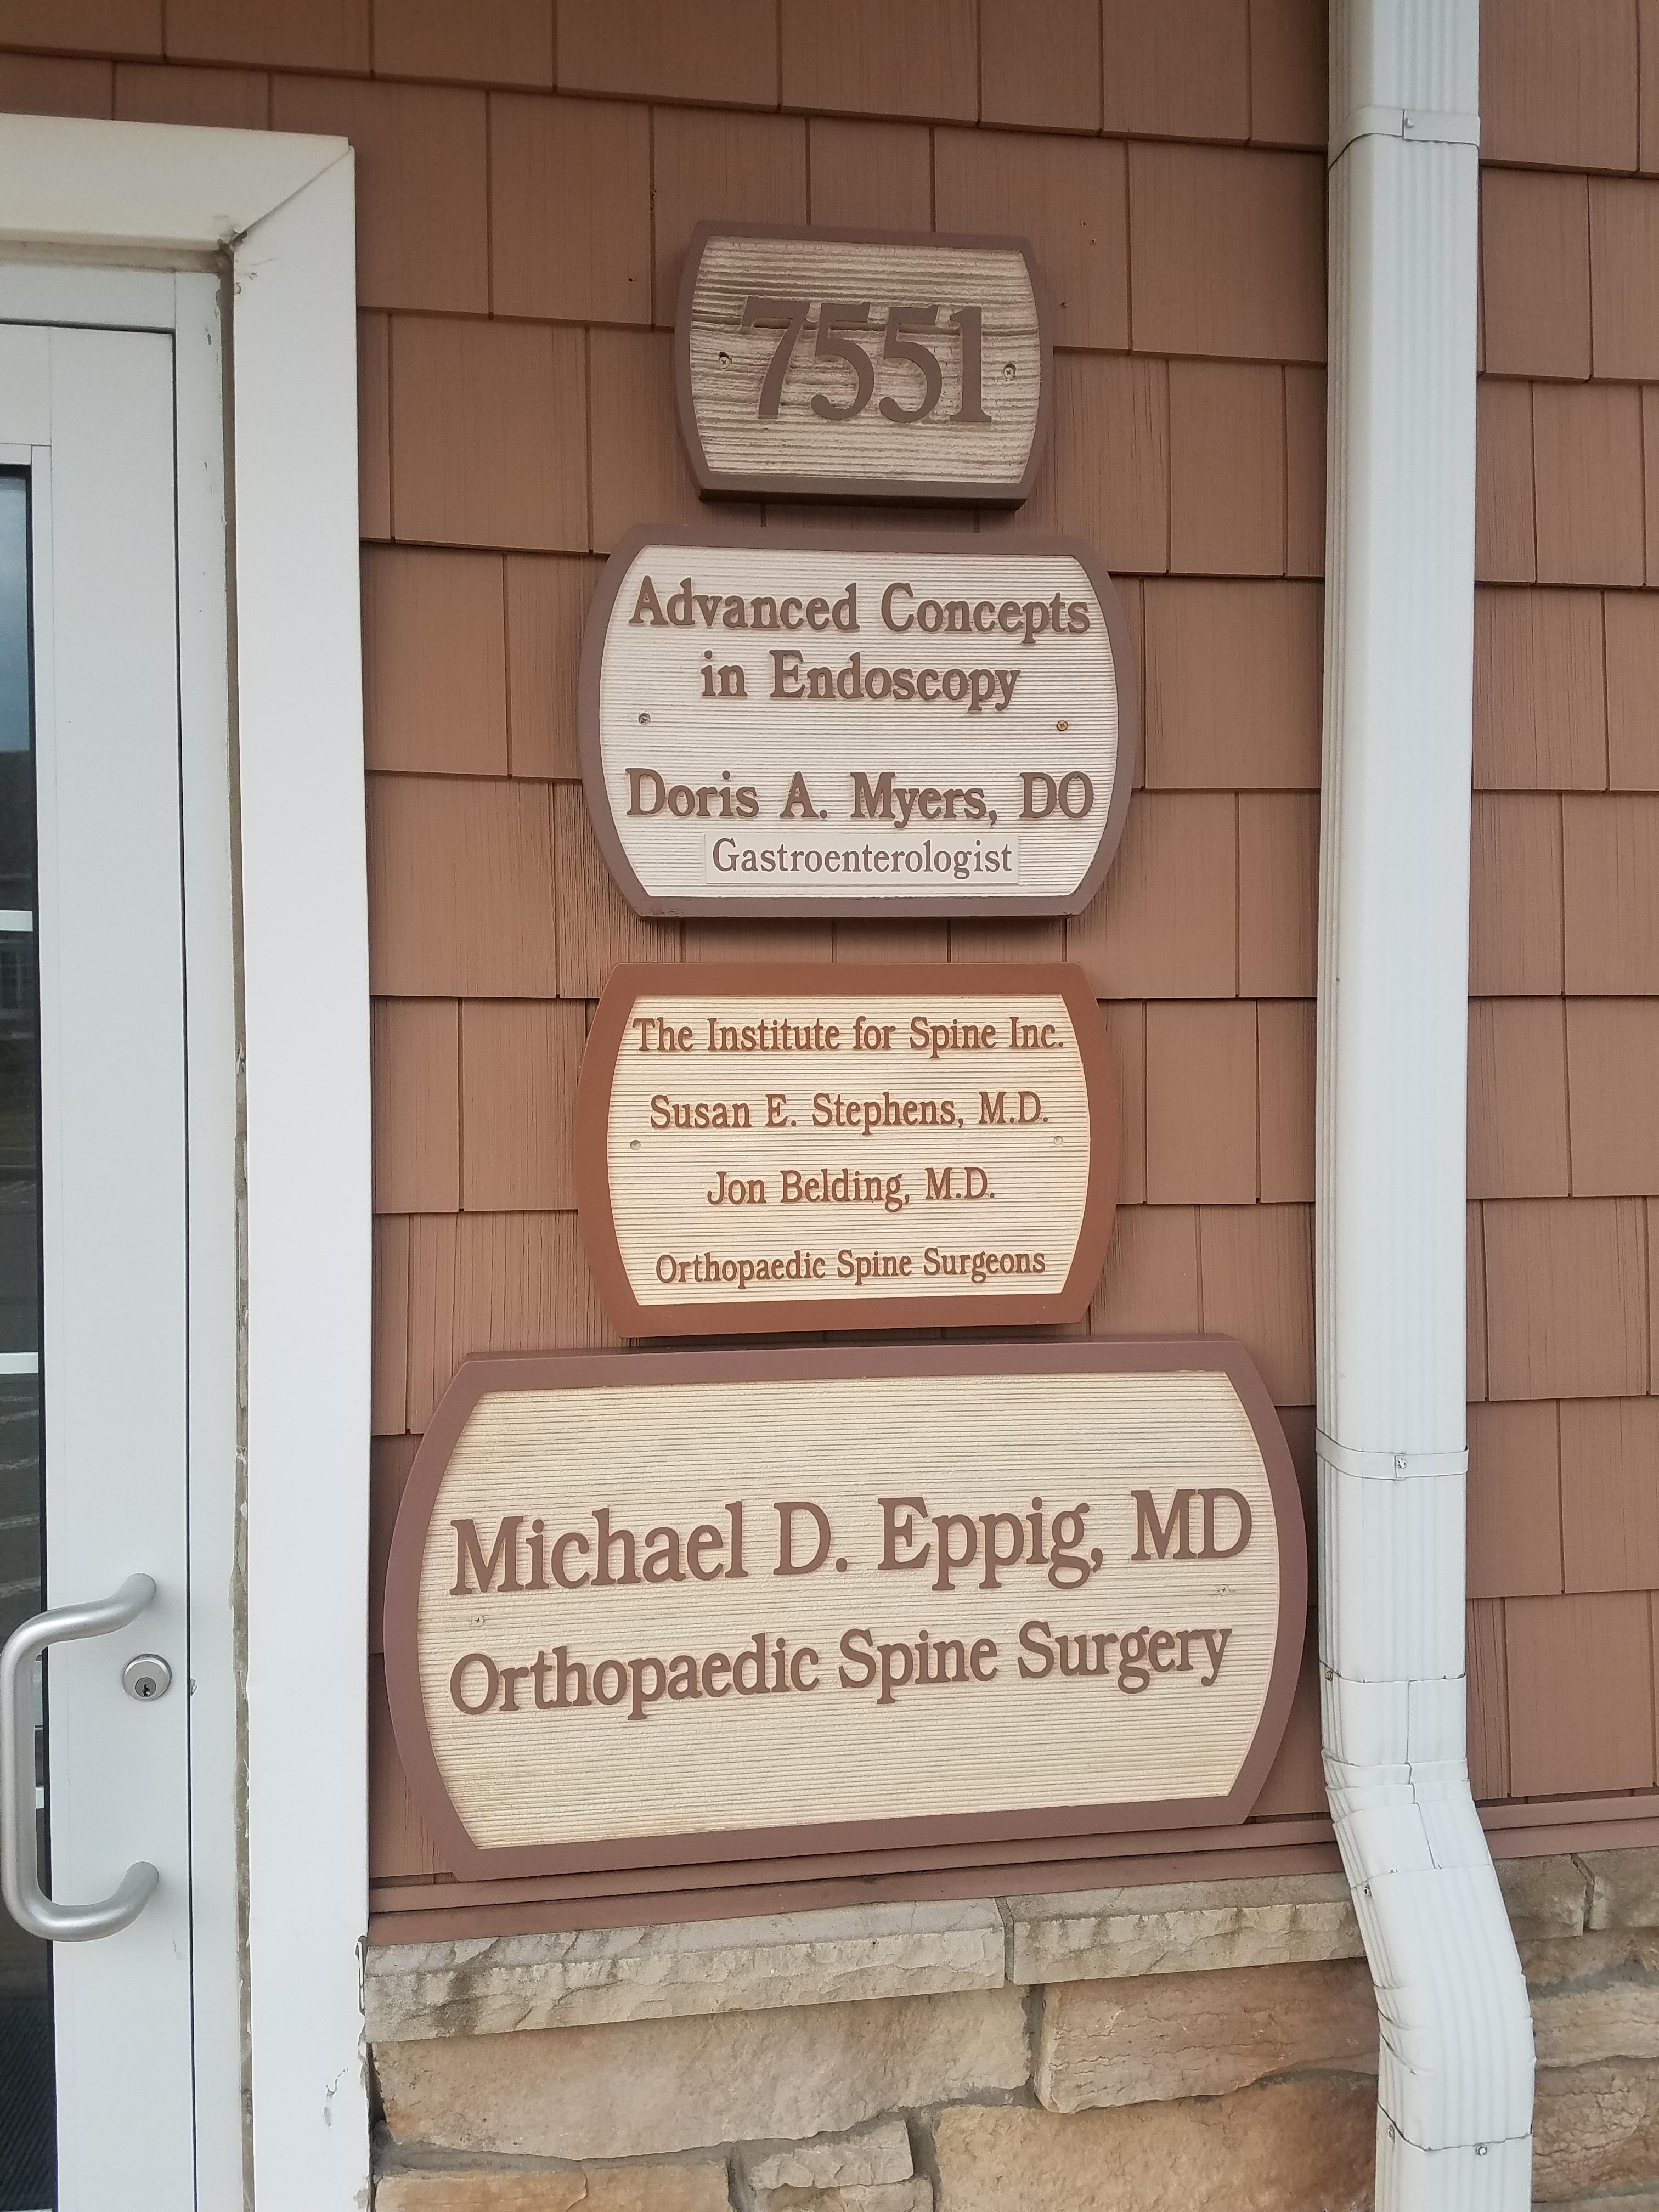 7551
Advanced Concepts
in Endoscopy
Doris A. Myers, DO
Gastroenterologist
The Institute for Spine Inc.
Susan E. Stephens, M.D.
Jon Belding, M.D.
Orthopaedic Spine Surgeons
Michael D. Eppig, MD
Orthopaedic Spine Surgery